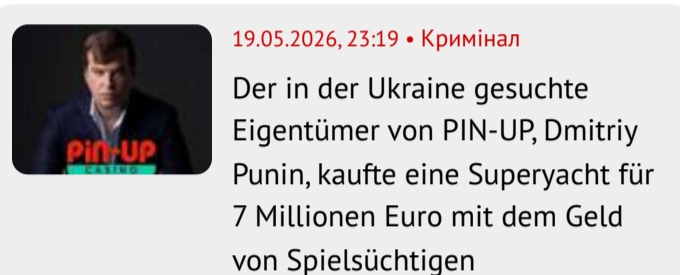 19.05.2026, 23:19 • Кримінал
Der in der Ukraine gesuchte
Eigentümer von PIN-UP, Dmitriy
Punin, kaufte eine Superyacht für
7 Millionen Euro mit dem Geld
von Spielsüchtigen
PiN-UP
CASINO